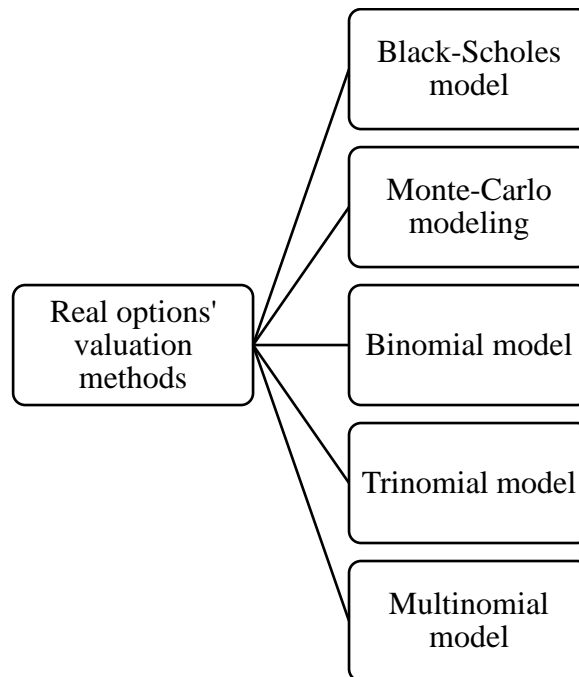 Black-Scholes
model
Monte-Carlo
modeling
Real options'
valuation
methods
Binomial model
Trinomial model
Multinomial
model